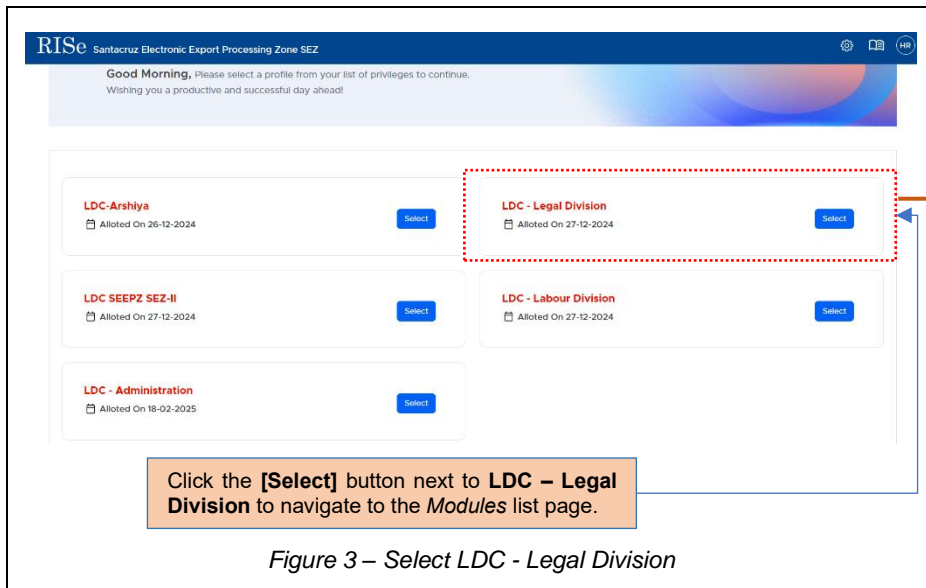 RISe Santacruz Electronic Export Processing Zone SEZ
HR
Good Morning, Please select a profile from your list of privileges to continue.
Wishing you a productive and successful day ahead!
LDC-Arshiya
Alloted On 26-12-2024
Select
LDC - Legal Division
Alloted On 27-12-2024
Select
LDC SEEPZ SEZ-II
Alloted On 27-12-2024
Select
LDC - Labour Division
Alloted On 27-12-2024
Select
LDC - Administration
Alloted On 18-02-2025
Select
Click the [Select] button next to LDC – Legal
Division to navigate to the Modules list page.
Figure 3 – Select LDC - Legal Division